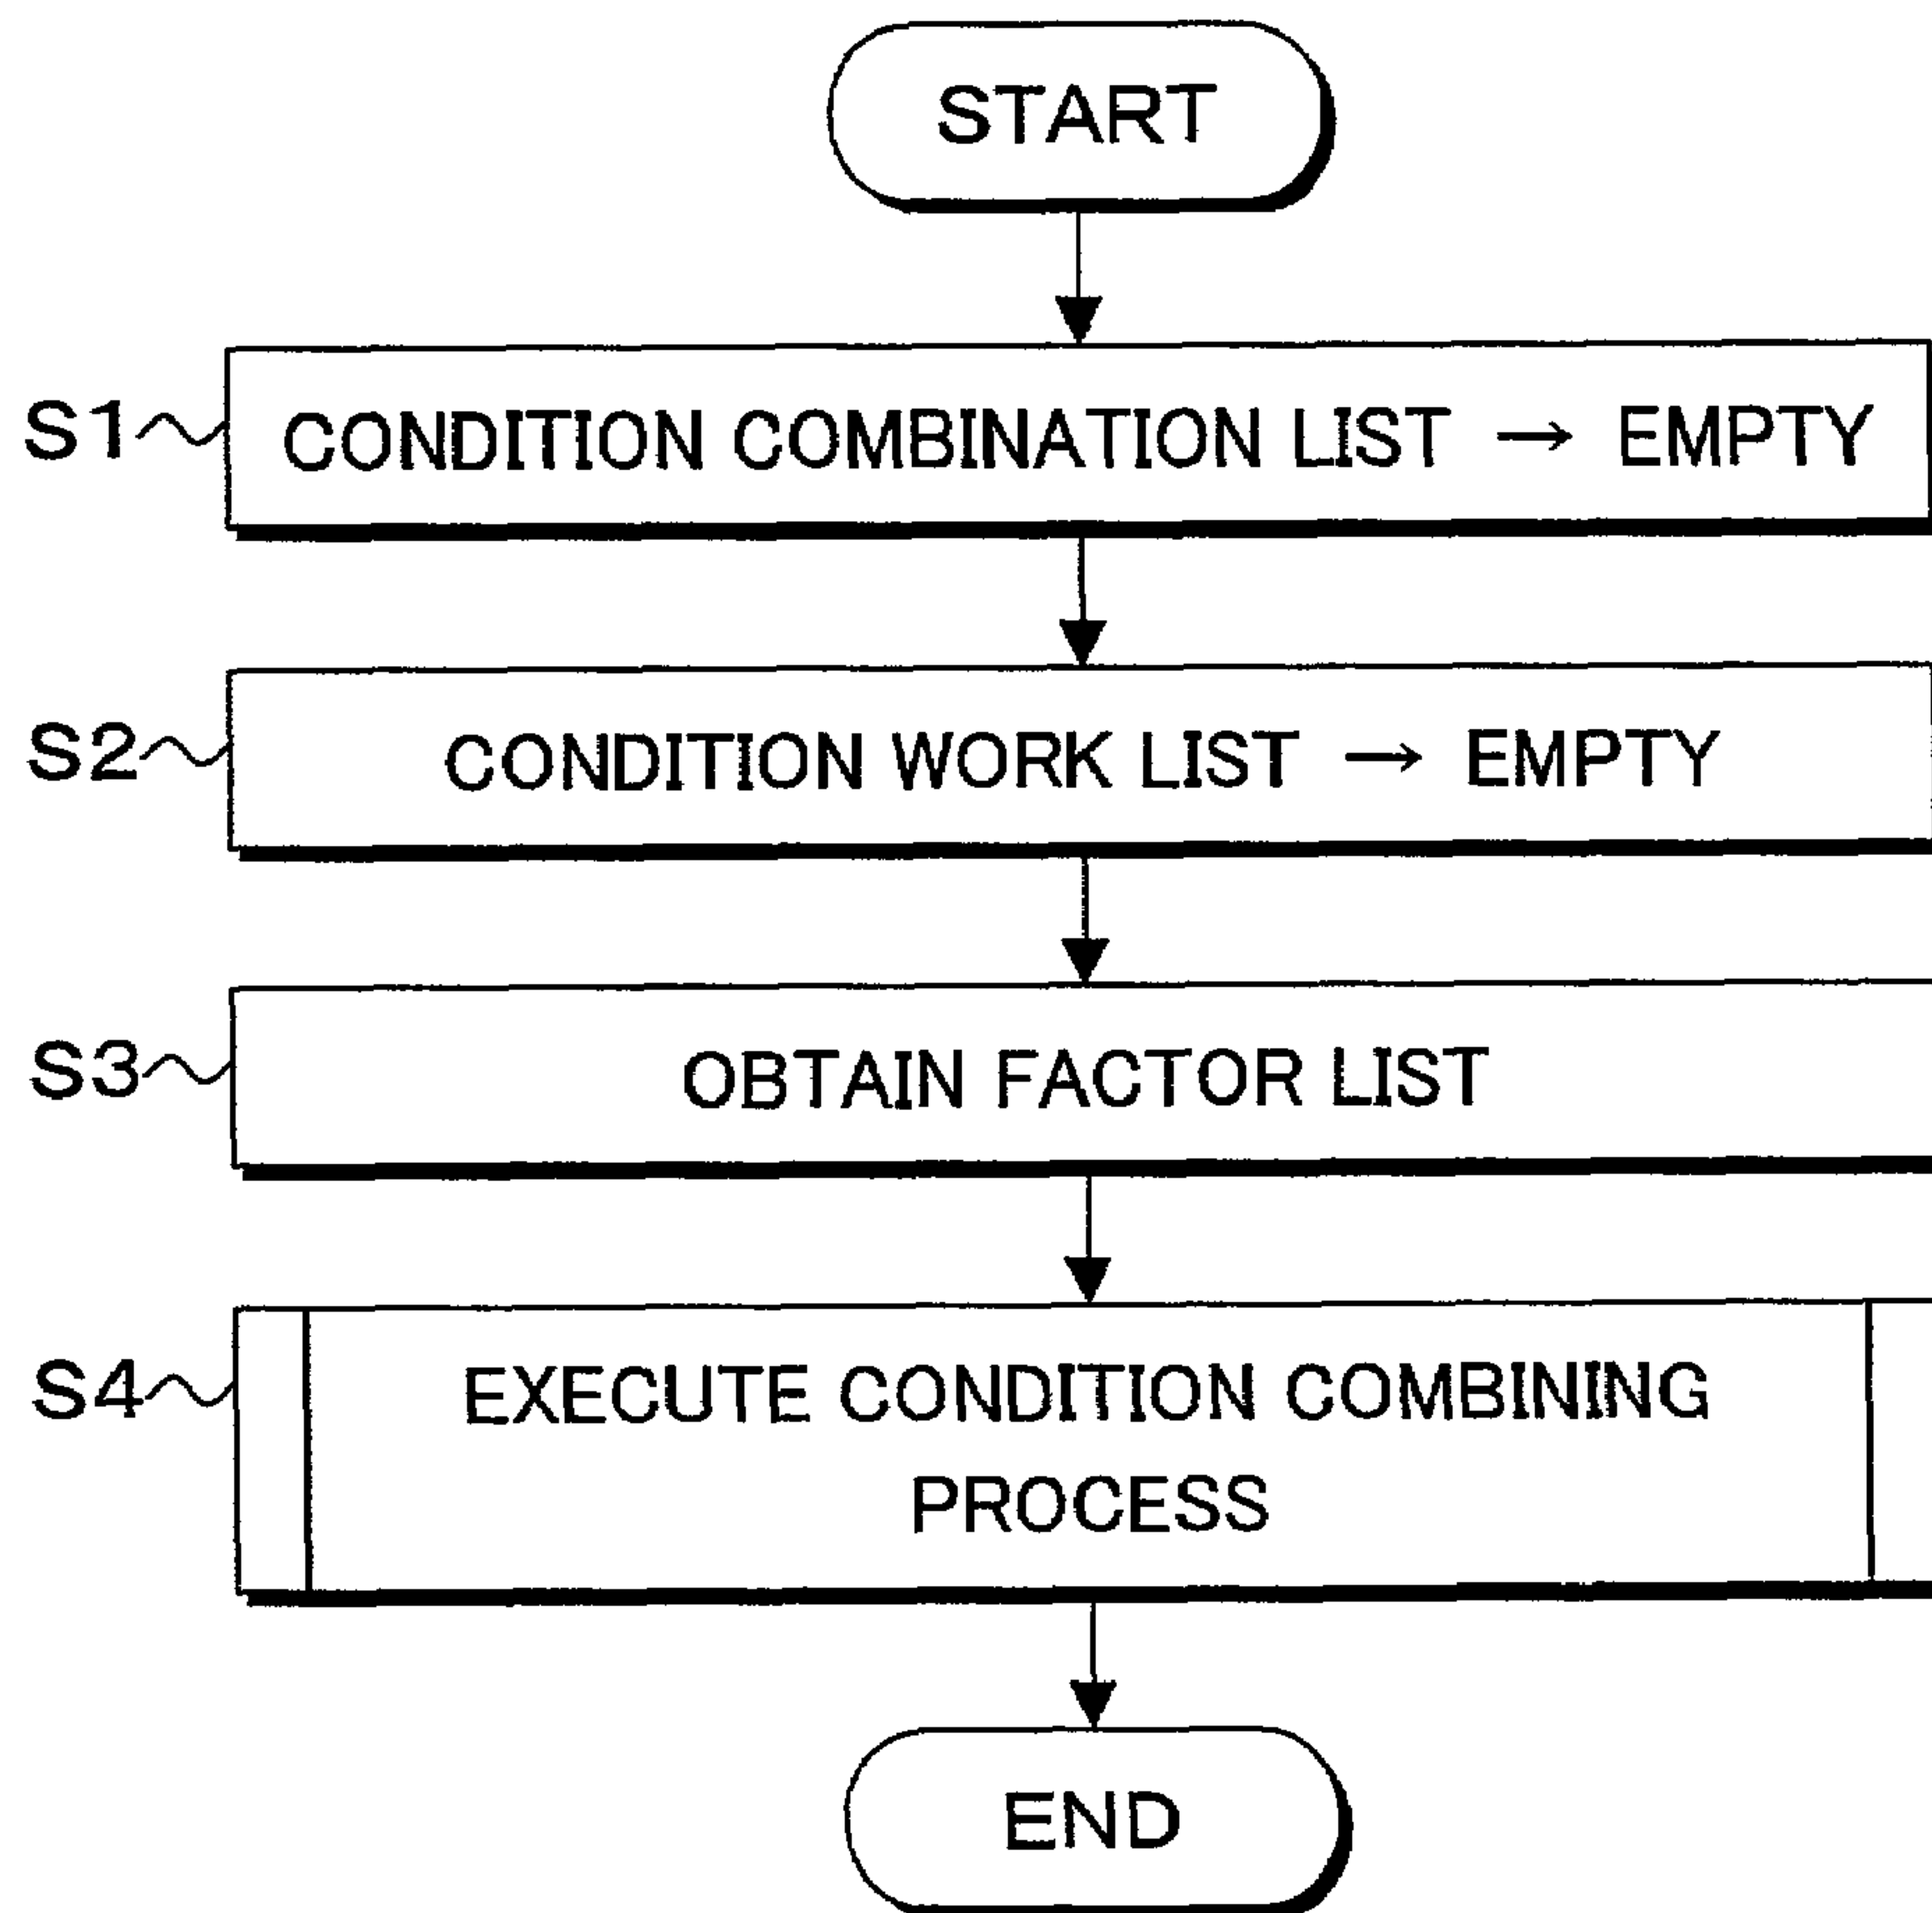 START
S1 CONDITION COMBINATION LIST → EMPTY
S2 CONDITION WORK LIST → EMPTY
S3 OBTAIN FACTOR LIST
S4 EXECUTE CONDITION COMBINING
PROCESS
END